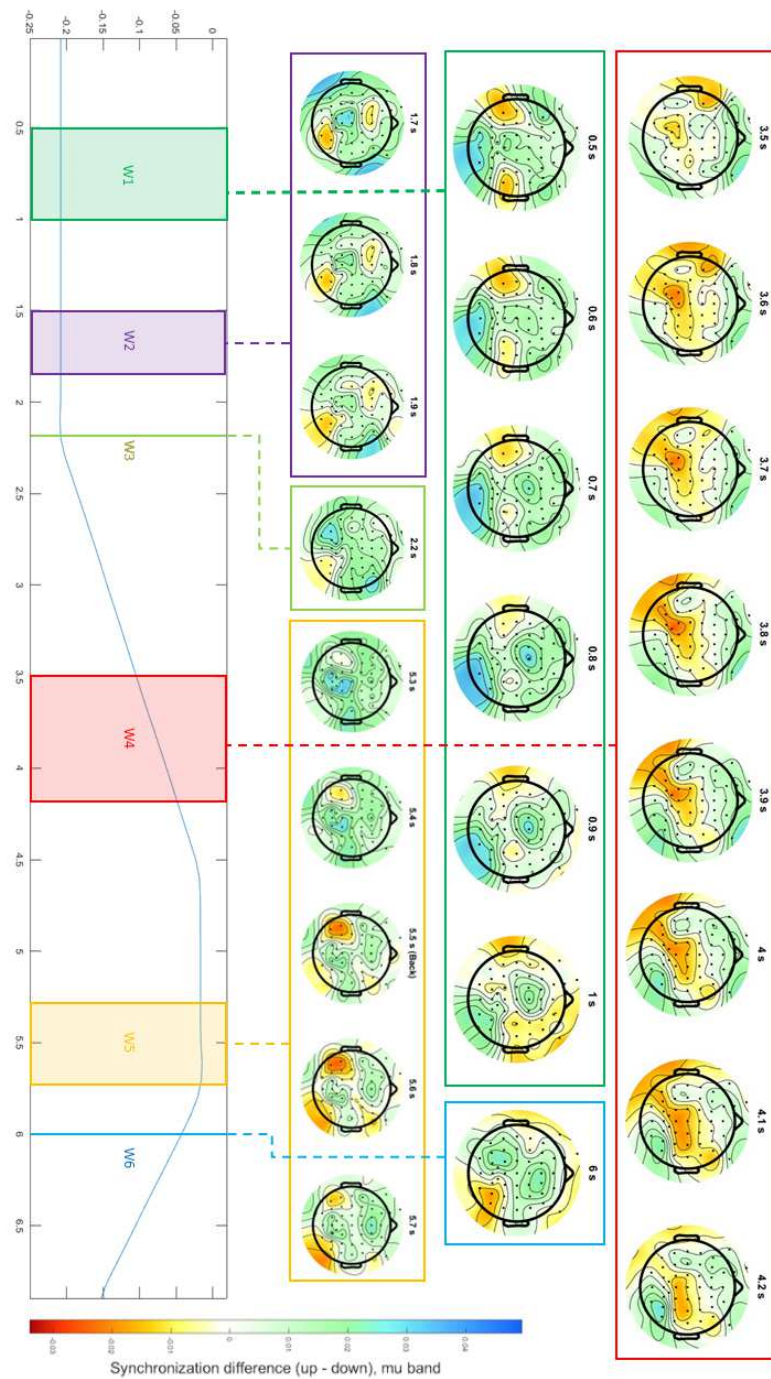 3.5 s 3.6 s 3.7 s 3.8 s 3.9 s 4 s 4.1 s 4.2 s
0.5 s 0.6 s 0.7 s 0.8 s 0.9 s 1 s 6 s
1.7 s 1.8 s 1.9 s 2.2 s 5.3 s 5.4 s 5.5 s (Back) 5.6 s 5.7 s
0
-0.05
-0.1
-0.15
-0.2
-0.25
W1 W2 W3 W4 W5 W6
0.5 1 1.5 2 2.5 3 3.5 4 4.5 5 5.5 6 6.5
-0.03 -0.02 -0.01 0 0.01 0.02 0.03 0.04
Synchronization difference (up - down), mu band